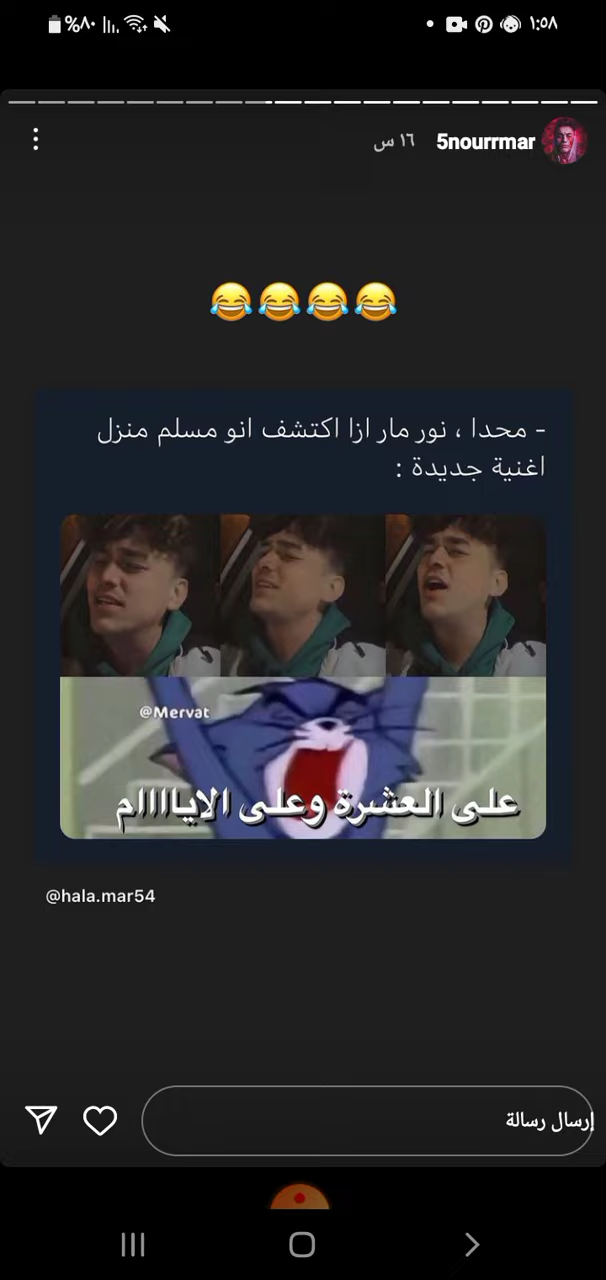 ١:٥٨
%٨٠
5nourrmar ١٦ س
😂😂😂😂
- محدا ، نور مار ازا اكتشف انو مسلم منزل
اغنية جديدة :
@Mervat
على العشرة وعلى الاياااام
@hala.mar54
إرسال رسالة